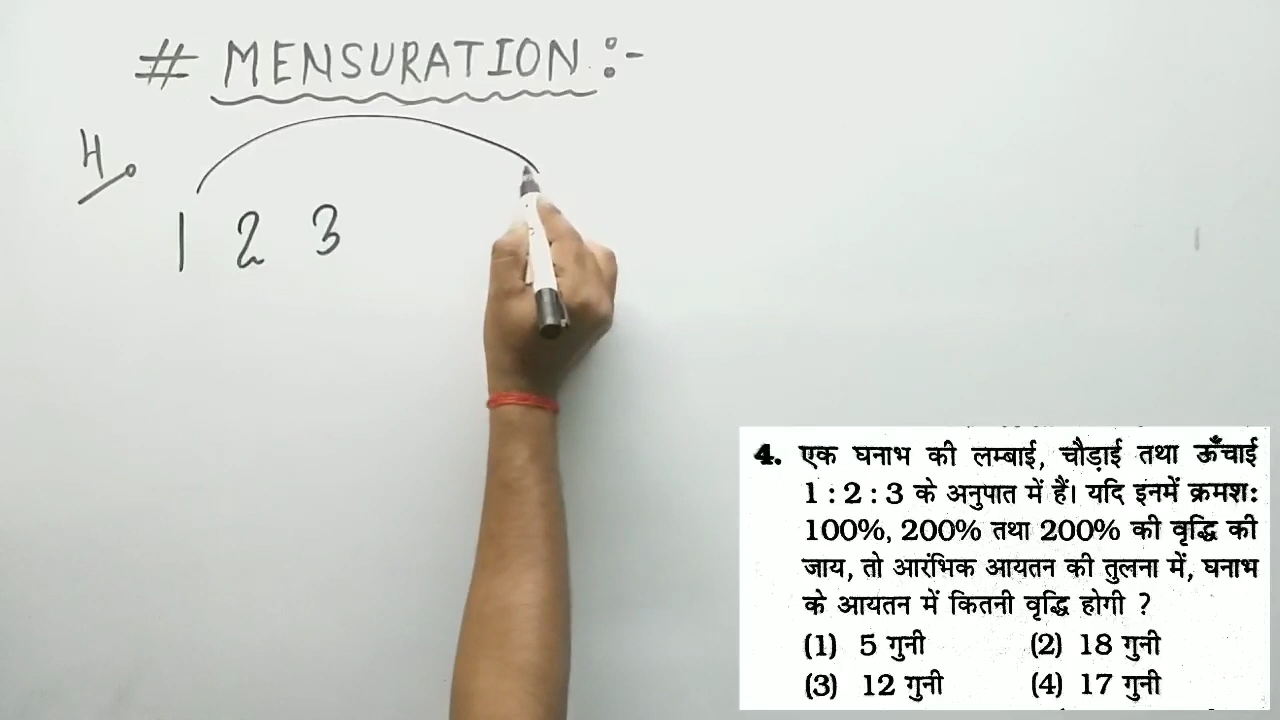 # MENSURATION :-
4
1 2 3
4. एक घनाभ की लम्बाई, चौड़ाई तथा ऊँचाई
1 : 2 : 3 के अनुपात में हैं। यदि इनमें क्रमश:
100%, 200% तथा 200% की वृद्धि की
जाय, तो आरंभिक आयतन की तुलना में, घनाभ
के आयतन में कितनी वृद्धि होगी ?
(1) 5 गुनी (2) 18 गुनी
(3) 12 गुनी (4) 17 गुनी